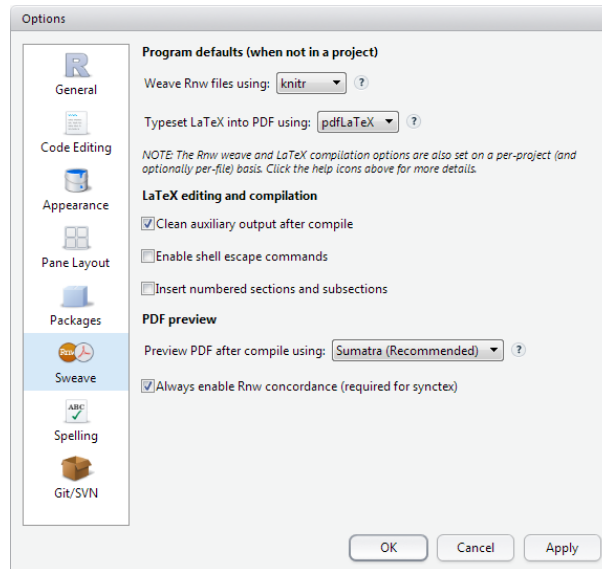 Options
General
Code Editing
Appearance
Pane Layout
Packages
Rnw
Sweave
ABC
Spelling
Git/SVN
Program defaults (when not in a project)
Weave Rnw files using: knitr ?
Typeset LaTeX into PDF using: pdfLaTeX ?
NOTE: The Rnw weave and LaTeX compilation options are also set on a per-project (and
optionally per-file) basis. Click the help icons above for more details.
LaTeX editing and compilation
Clean auxiliary output after compile
Enable shell escape commands
Insert numbered sections and subsections
PDF preview
Preview PDF after compile using: Sumatra (Recommended) ?
Always enable Rnw concordance (required for synctex)
OK Cancel Apply